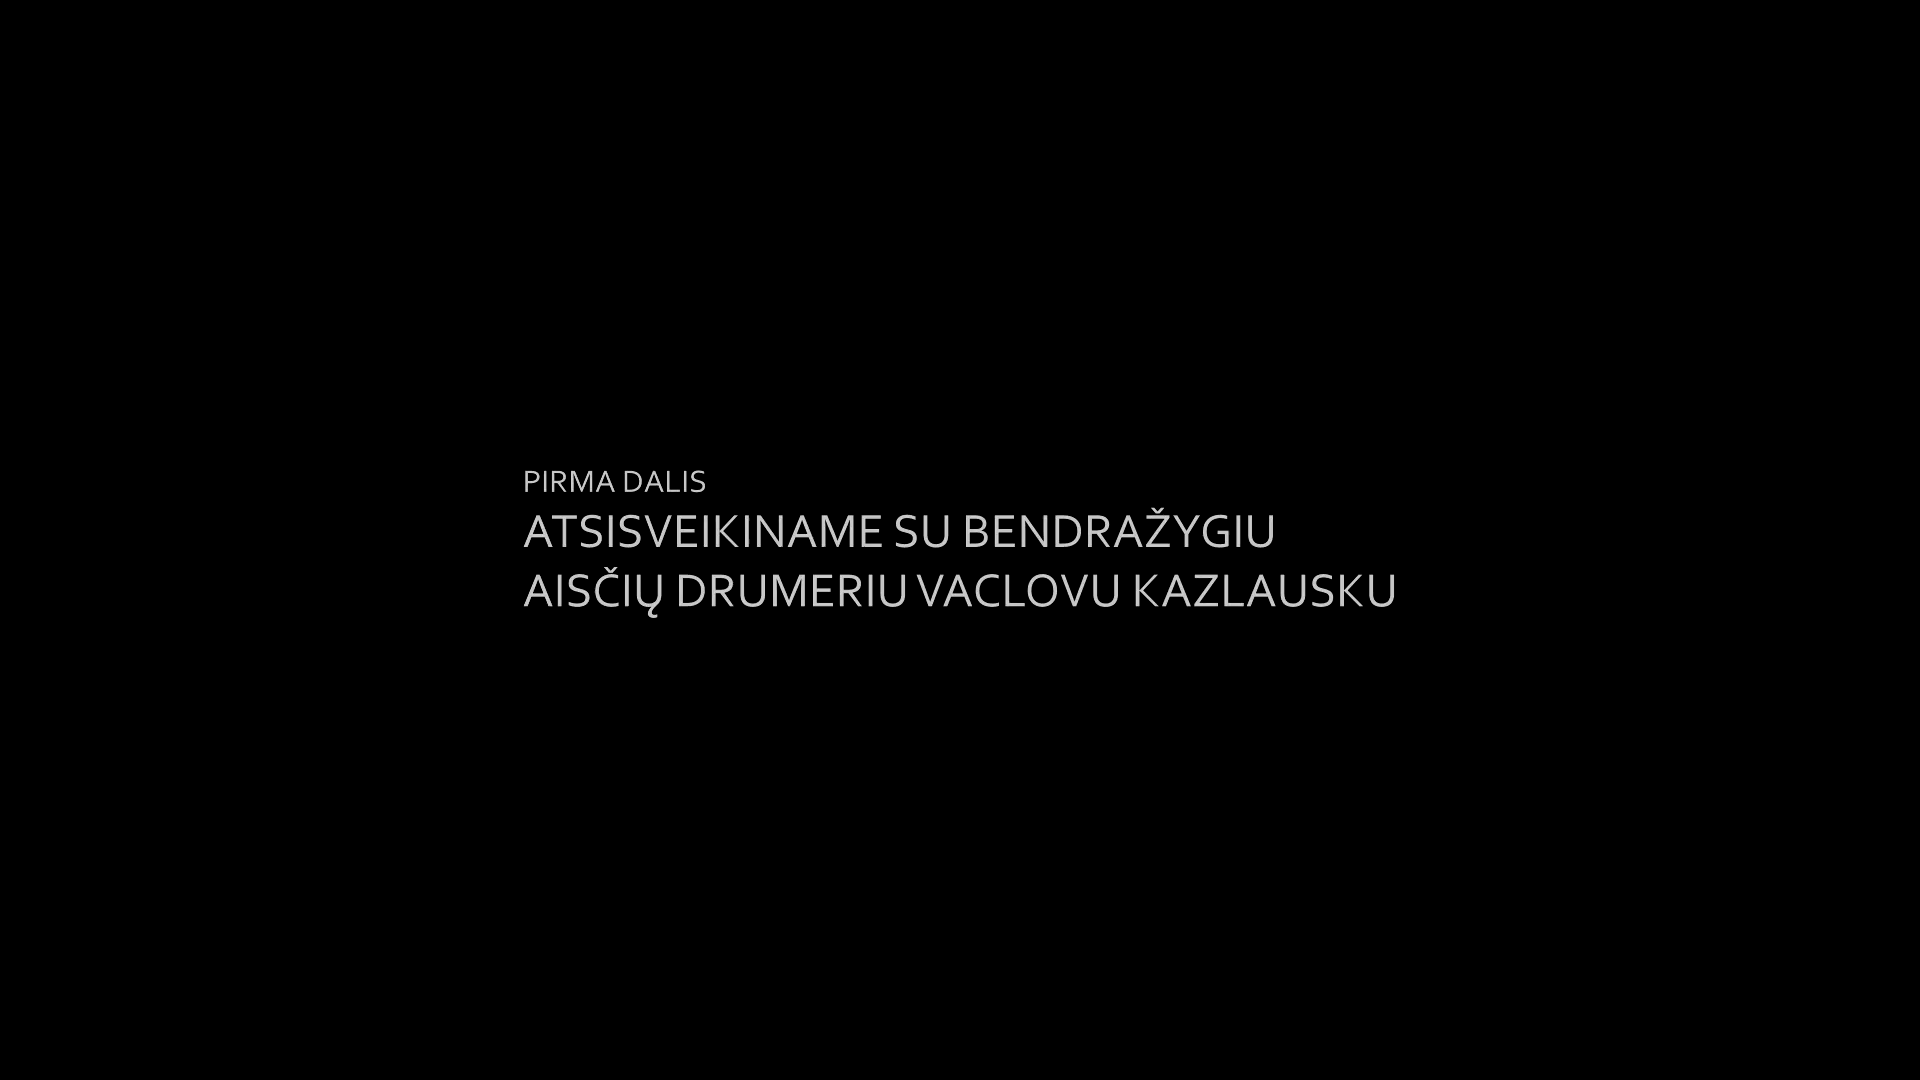 PIRMA DALIS
ATSISVEIKINAME SU BENDRAŽYGIU
AISČIŲ DRUMERIU VACLOVU KAZLAUSKU